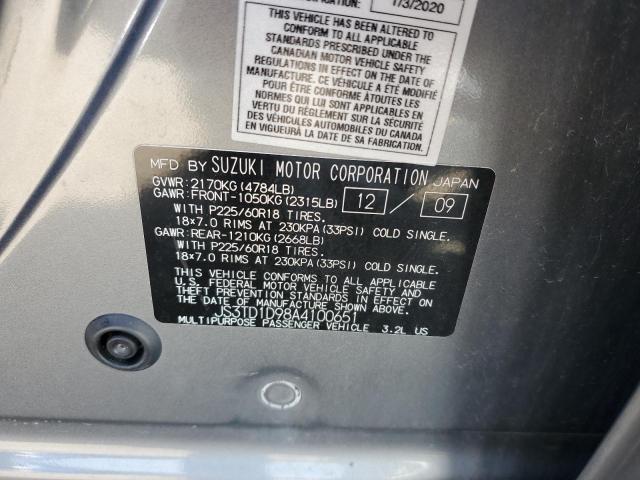 1/3/2020
THIS VEHICLE HAS BEEN ALTERED TO
CONFORM TO ALL APPLICABLE
STANDARDS PRESCRIBED UNDER THE
CANADIAN MOTOR VEHICLE SAFETY
REGULATIONS IN EFFECT ON THE DATE OF
MANUFACTURE. CE VÉHICULE A ÉTÉ MODIFIÉ
POUR ÊTRE CONFORME À TOUTES LES
NORMES QUI LUI SONT APPLICABLES EN
VERTU DU RÈGLEMENT SUR LA SÉCURITÉ
DES VÉHICULES AUTOMOBILES DU CANADA
EN VIGUEUR À LA DATE DE SA FABRICATION.
MFD BY SUZUKI MOTOR CORPORATION JAPAN
GVWR: 2170KG (4784LB)
GAWR: FRONT-1050KG (2315LB) 12 / 09
WITH P225/60R18 TIRES.
18x7.0 RIMS AT 230KPA (33PSI) COLD SINGLE.
GAWR: REAR-1210KG (2668LB)
WITH P225/60R18 TIRES.
18x7.0 RIMS AT 230KPA (33PSI) COLD SINGLE.
THIS VEHICLE CONFORMS TO ALL APPLICABLE
U.S. FEDERAL MOTOR VEHICLE SAFETY AND
THEFT PREVENTION STANDARDS IN EFFECT ON
THE DATE OF MANUFACTURE SHOWN ABOVE.
JS3TD1D98A4100651
MULTIPURPOSE PASSENGER VEHICLE 3.2L US